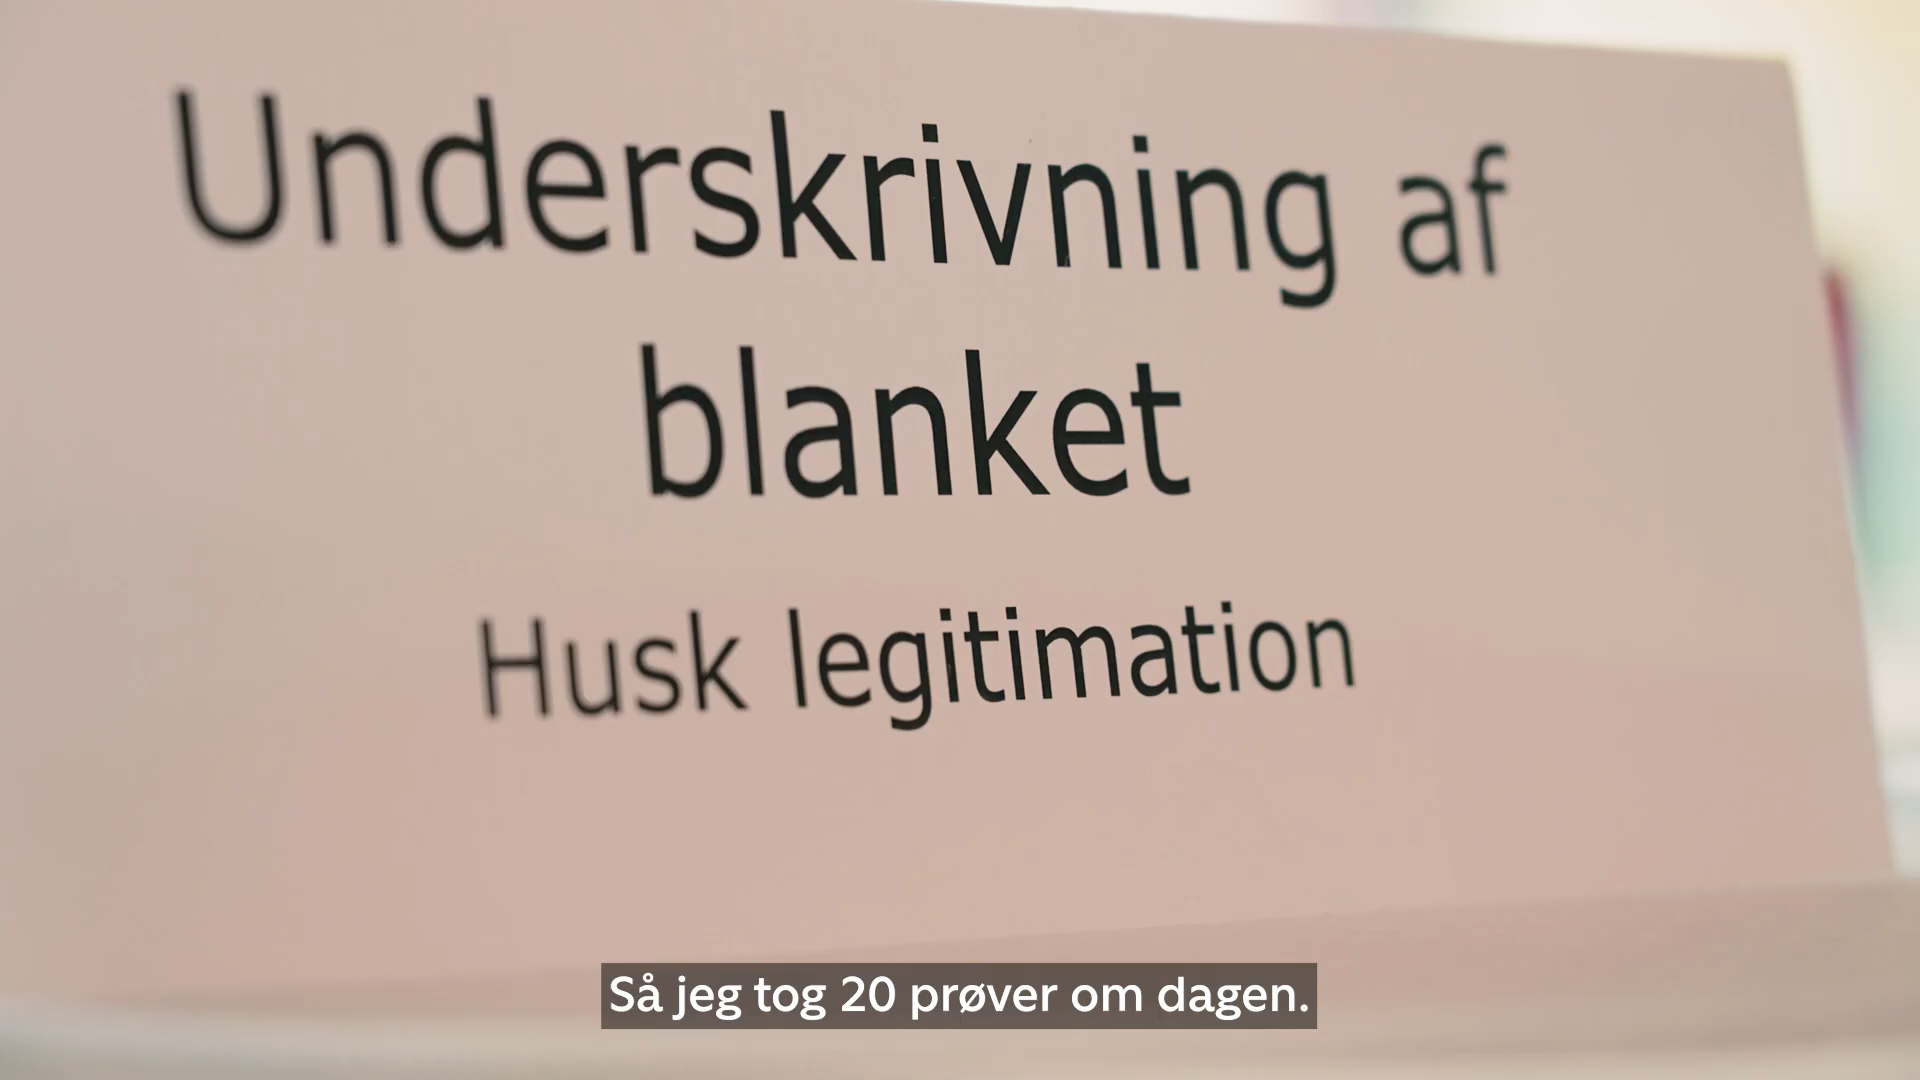 Underskrivning af
blanket
Husk legitimation
Så jeg tog 20 prøver om dagen.